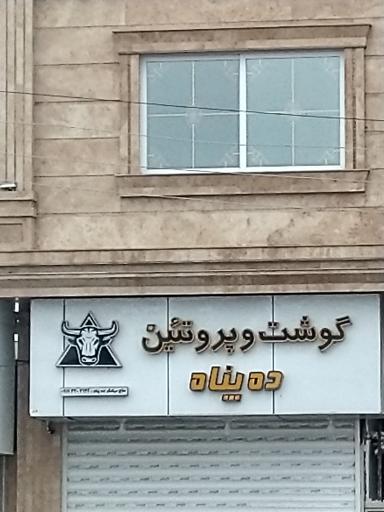 گوشت و پروتئین
ده پناه